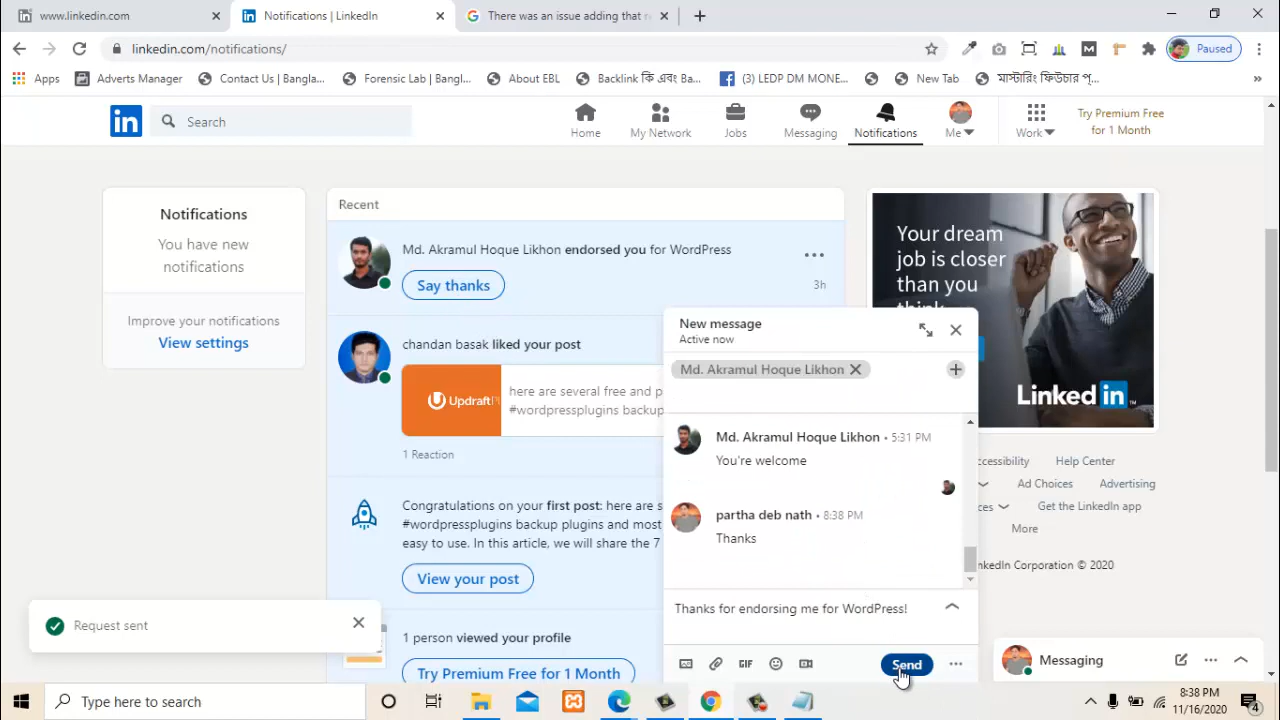 www.linkedin.com
Notifications | LinkedIn
There was an issue adding that re
linkedin.com/notifications/
Paused
Apps
Adverts Manager
Contact Us | Bangla...
Forensic Lab | Bangl...
About EBL
Backlink কি এবং Ba...
(3) LEDP DM MONE...
New Tab
মাস্টারিং ফিউচার প্...
»
in
Search
Home
My Network
Jobs
Messaging
Notifications
Me
Work
Try Premium Free
for 1 Month
Notifications
You have new
notifications
Improve your notifications
View settings
Recent
Md. Akramul Hoque Likhon endorsed you for WordPress
Say thanks
3h
chandan basak liked your post
Updraft
here are several free and p
#wordpressplugins backup
1 Reaction
Congratulations on your first post: here are s
#wordpressplugins backup plugins and most
easy to use. In this article, we will share the 7
View your post
1 person viewed your profile
Try Premium Free for 1 Month
Request sent
New message
Active now
Md. Akramul Hoque Likhon
Md. Akramul Hoque Likhon • 5:31 PM
You're welcome
partha deb nath • 8:38 PM
Thanks
Thanks for endorsing me for WordPress!
GIF
Send
Your dream
job is closer
than you
think
Linked in
ccessibility
Help Center
Ad Choices
Advertising
ces
Get the LinkedIn app
More
nkedIn Corporation © 2020
Messaging
Type here to search
8:38 PM
11/16/2020
4